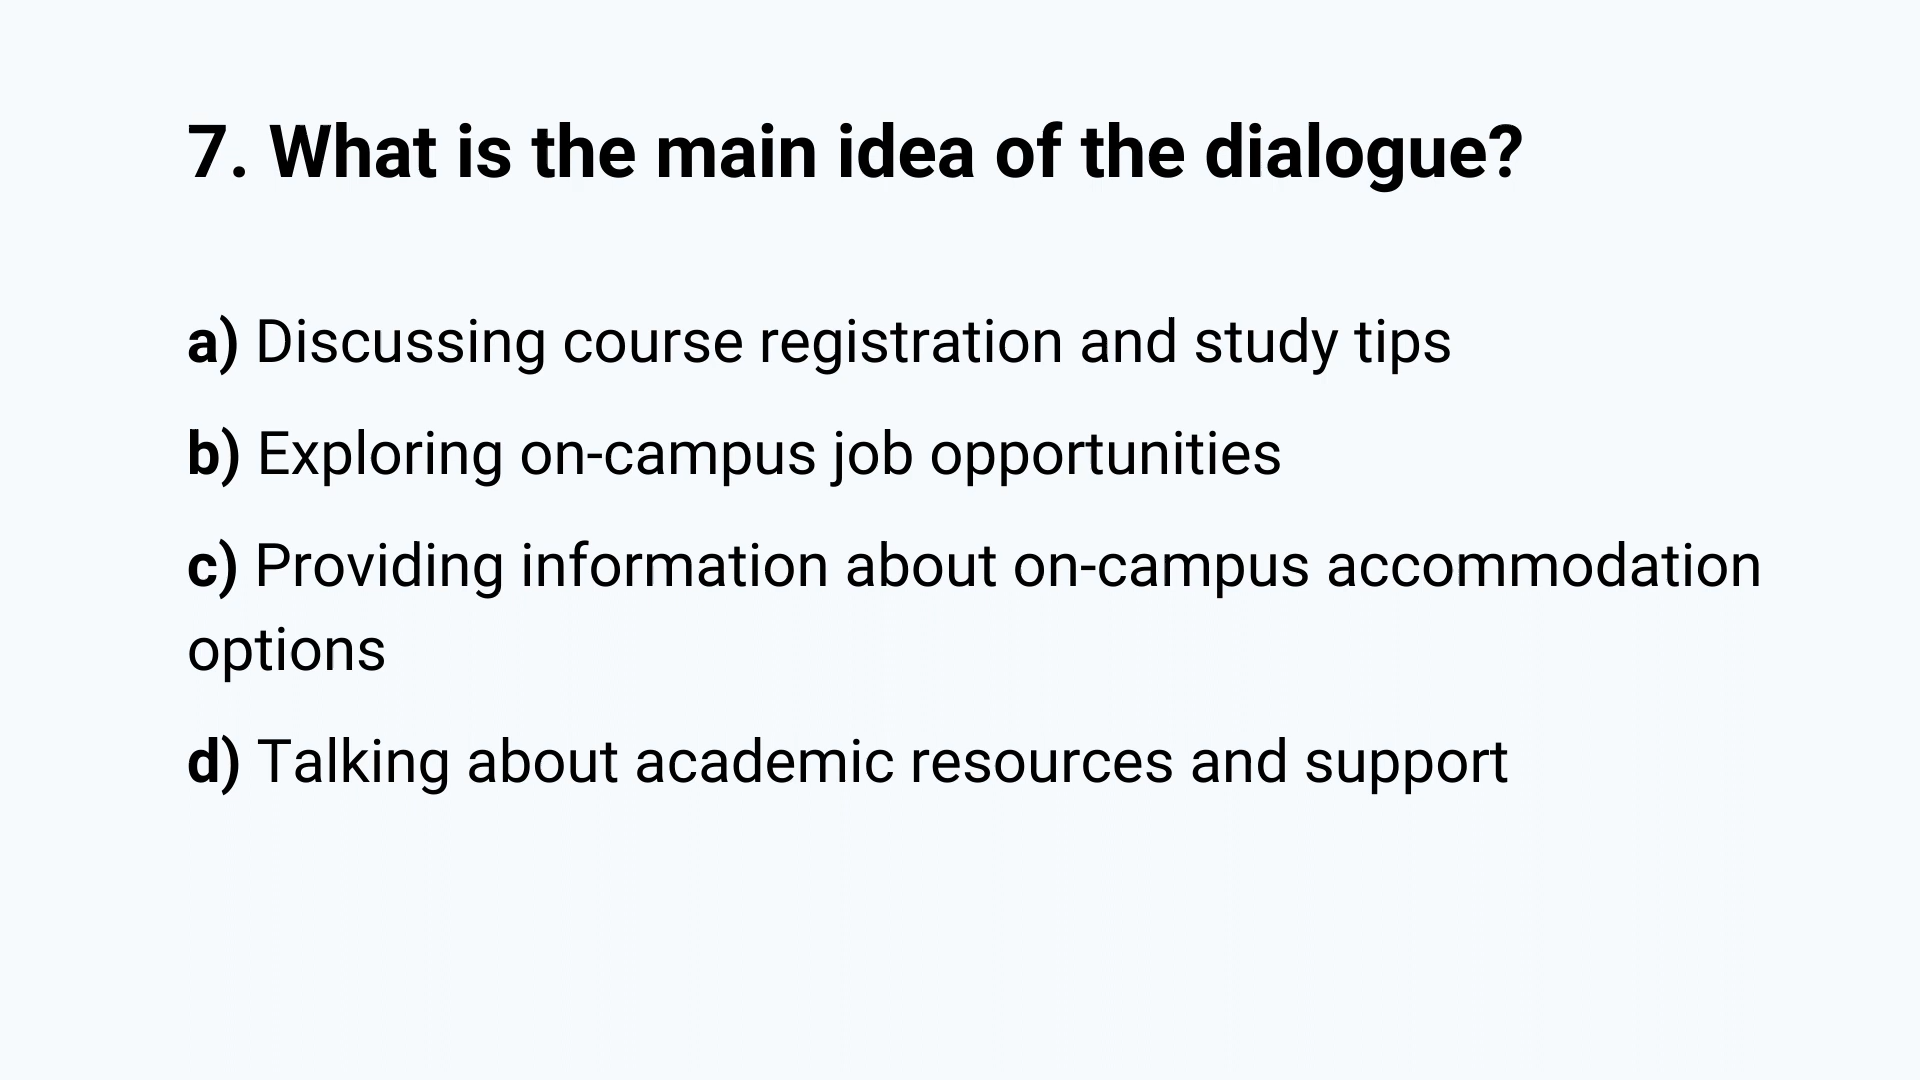 7. What is the main idea of the dialogue?
a) Discussing course registration and study tips
b) Exploring on-campus job opportunities
c) Providing information about on-campus accommodation
options
d) Talking about academic resources and support